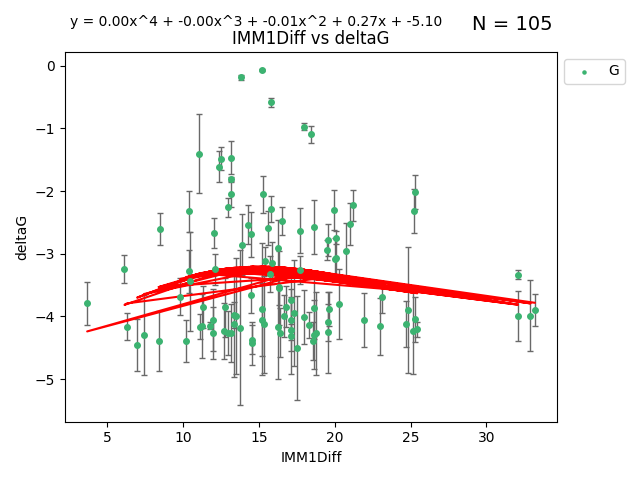 y = 0.00x^4 + -0.00x^3 + -0.01x^2 + 0.27x + -5.10
N = 105
IMM1Diff vs deltaG
G
deltaG
0
−1
−2
−3
−4
−5
5 10 15 20 25 30
IMM1Diff